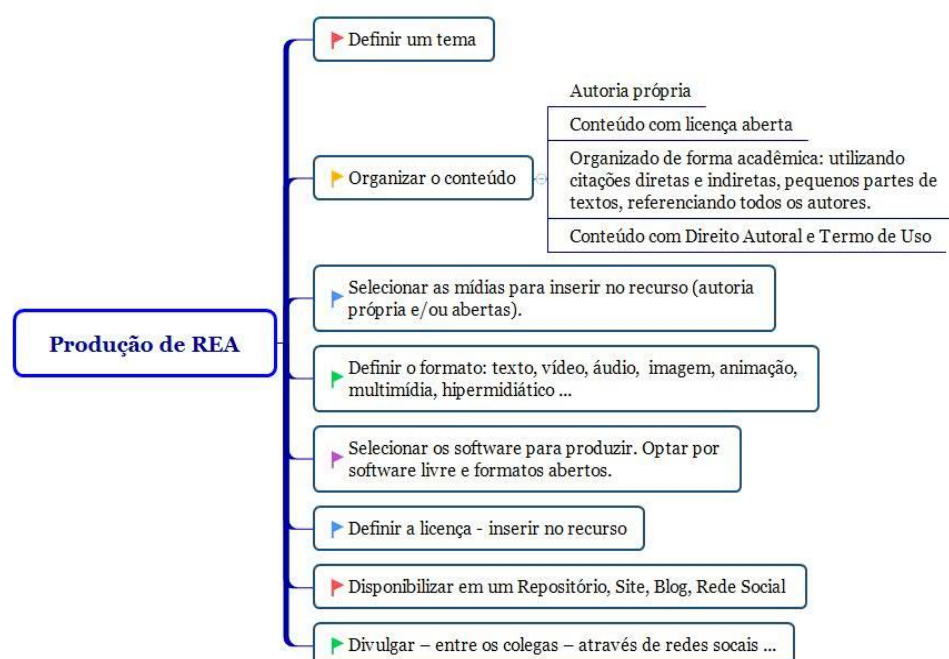 Produção de REA
Definir um tema
Organizar o conteúdo
Autoria própria
Conteúdo com licença aberta
Organizado de forma acadêmica: utilizando
citações diretas e indiretas, pequenos partes de
textos, referenciando todos os autores.
Conteúdo com Direito Autoral e Termo de Uso
Selecionar as mídias para inserir no recurso (autoria
própria e/ou abertas).
Definir o formato: texto, vídeo, áudio, imagem, animação,
multimídia, hipermidiático ...
Selecionar os software para produzir. Optar por
software livre e formatos abertos.
Definir a licença - inserir no recurso
Disponibilizar em um Repositório, Site, Blog, Rede Social
Divulgar – entre os colegas – através de redes socais ...